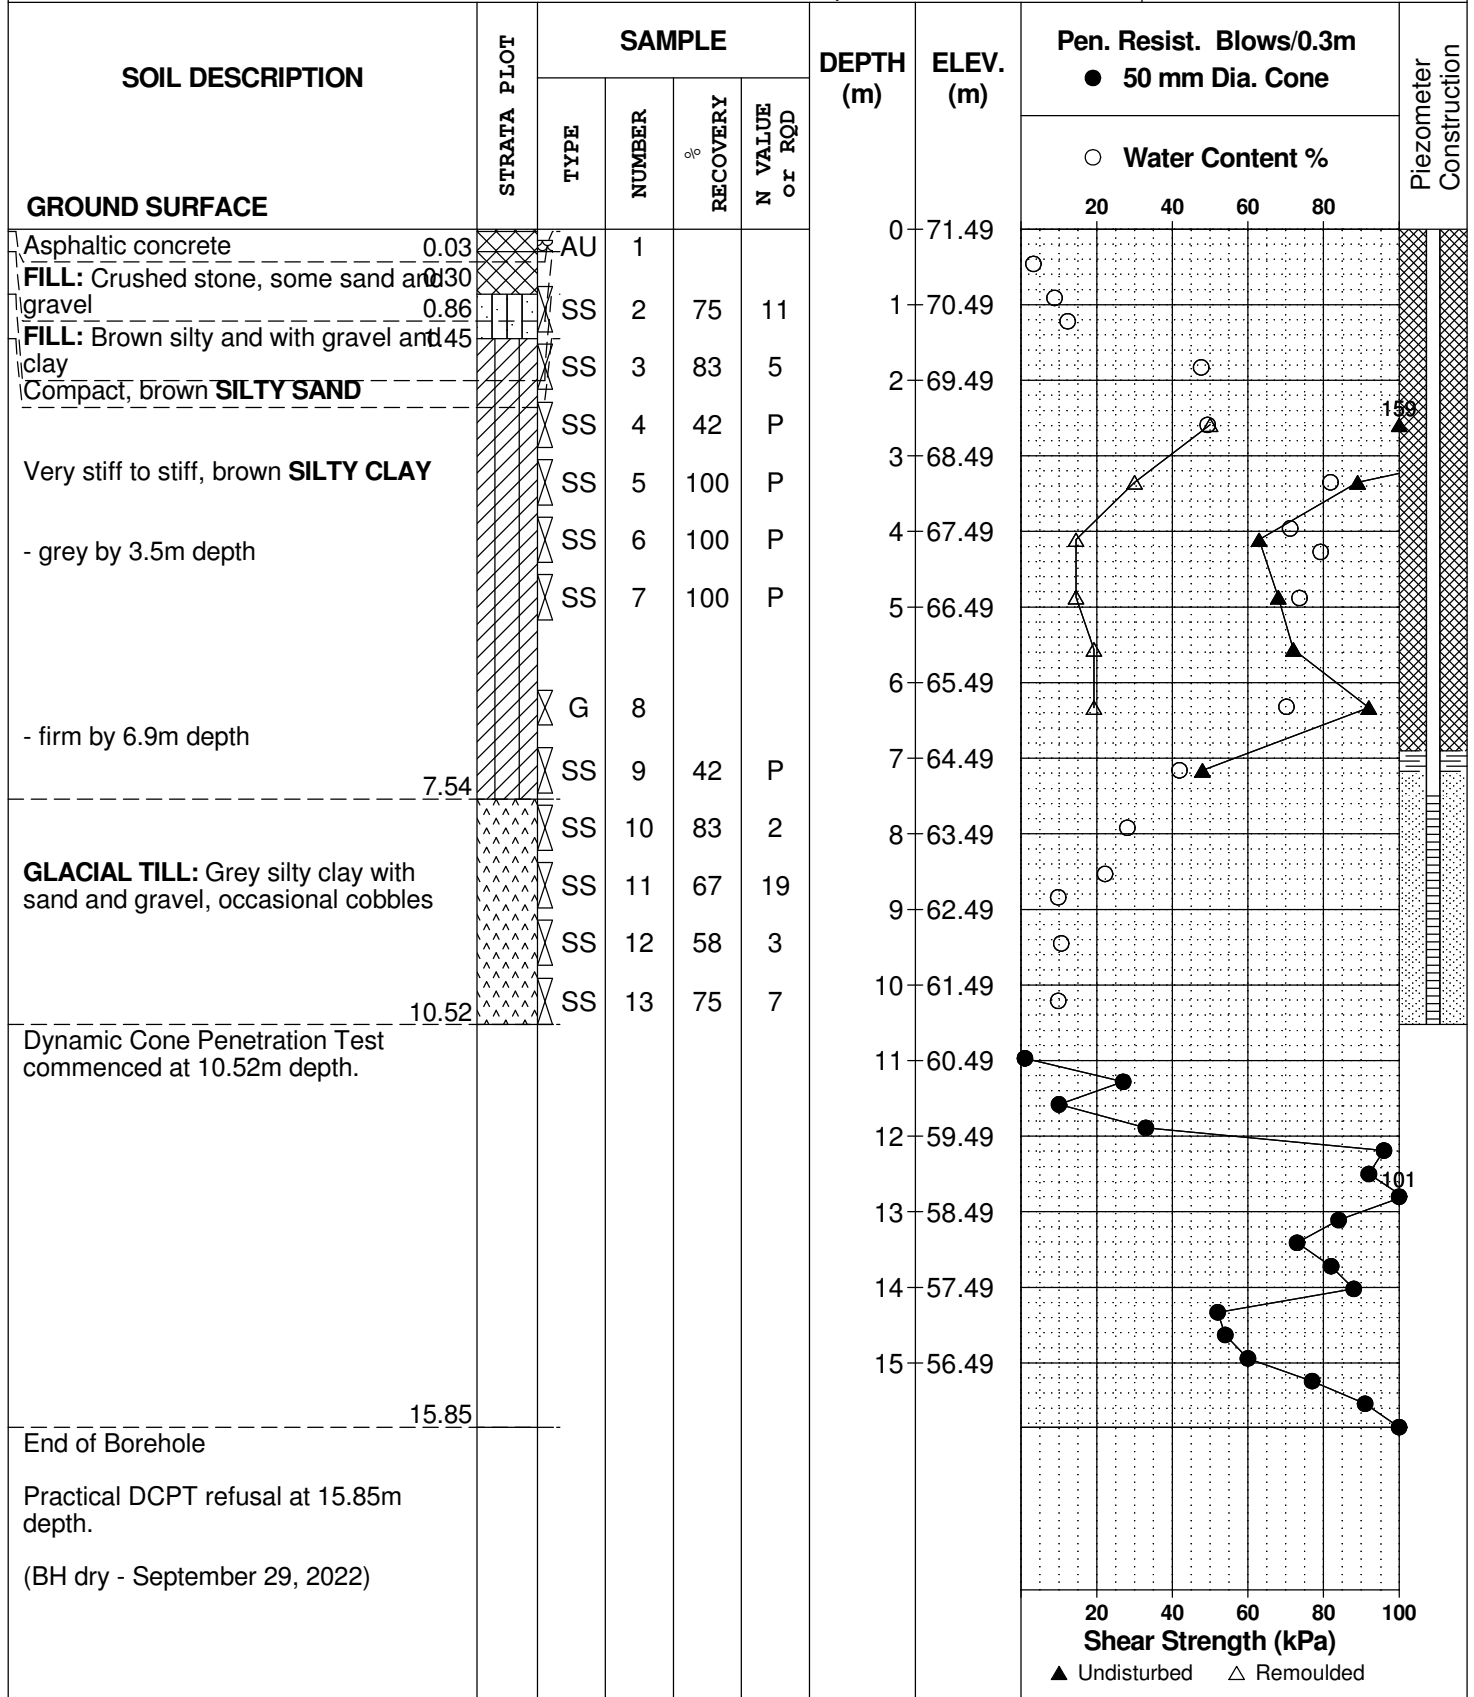 SOIL DESCRIPTION
GROUND SURFACE
STRATA PLOT
SAMPLE
TYPE
NUMBER
% RECOVERY
N VALUE or RQD
DEPTH (m)
ELEV. (m)
Pen. Resist. Blows/0.3m
● 50 mm Dia. Cone
○ Water Content %
20 40 60 80
Piezometer Construction
Asphaltic concrete 0.03
FILL: Crushed stone, some sand and 0.30
gravel 0.86
FILL: Brown silty and with gravel and 1.45
clay
Compact, brown SILTY SAND
Very stiff to stiff, brown SILTY CLAY
- grey by 3.5m depth
- firm by 6.9m depth
7.54
GLACIAL TILL: Grey silty clay with
sand and gravel, occasional cobbles
10.52
Dynamic Cone Penetration Test
commenced at 10.52m depth.
15.85
End of Borehole
Practical DCPT refusal at 15.85m
depth.
(BH dry - September 29, 2022)
AU 1
SS 2 75 11
SS 3 83 5
SS 4 42 P
SS 5 100 P
SS 6 100 P
SS 7 100 P
G 8
SS 9 42 P
SS 10 83 2
SS 11 67 19
SS 12 58 3
SS 13 75 7
0 71.49
1 70.49
2 69.49
3 68.49
4 67.49
5 66.49
6 65.49
7 64.49
8 63.49
9 62.49
10 61.49
11 60.49
12 59.49
13 58.49
14 57.49
15 56.49
159
101
20 40 60 80 100
Shear Strength (kPa)
▲ Undisturbed △ Remoulded